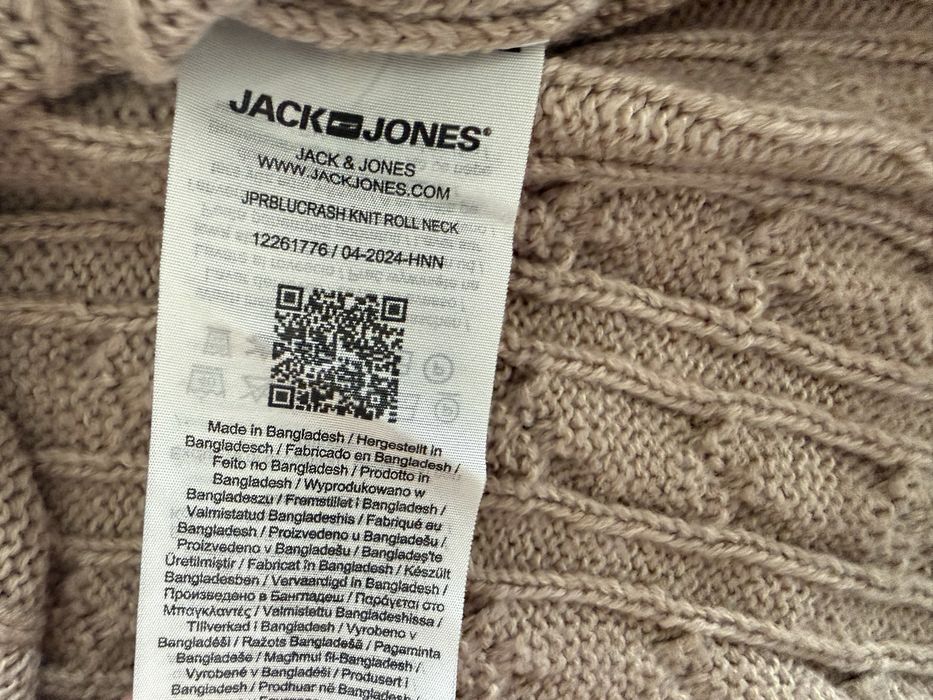 JACK JONES®
JACK & JONES
WWW.JACKJONES.COM
JPRBLUCRASH KNIT ROLL NECK
12261776 / 04-2024-HNN
Made in Bangladesh / Hergestellt in
Bangladesch / Fabricado en Bangladesh /
Feito no Bangladesh / Prodotto in
Bangladesh / Wyprodukowano w
Bangladeszu / Fremstillet i Bangladesh /
Valmistatud Bangladeshis / Fabriqué au
Bangladesh / Proizvedeno u Bangladešu /
Proizvedeno v Bangladešu / Bangladeş'te
Üretilmiştir / Fabricat în Bangladesh / Készült
Bangladesben / Vervaardigd in Bangladesh /
Произведено в Бангладеш / Παράγεται στο
Μπαγκλαντές / Valmistettu Bangladeshissa /
Tillverkad i Bangladesh / Vyrobeno v
Bangladéši / Ražots Bangladešā / Pagaminta
Bangladeše / Magħmul fil-Bangladesh /
Vyrobené v Bangladéši / Produsert i
Bangladesh / Prodhuar në Bangladesh /